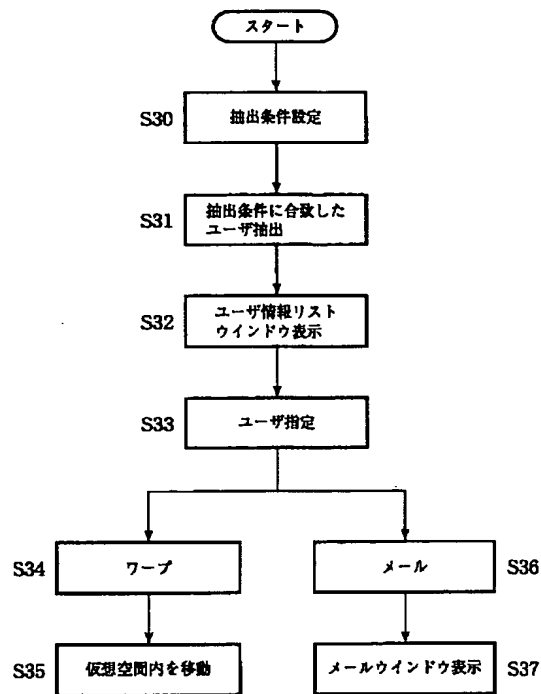 スタート
S30
抽出条件設定
S31
抽出条件に合致した
ユーザ抽出
S32
ユーザ情報リスト
ウインドウ表示
S33
ユーザ指定
S34
ワープ
メール
S36
S35
仮想空間内を移動
メールウインドウ表示
S37